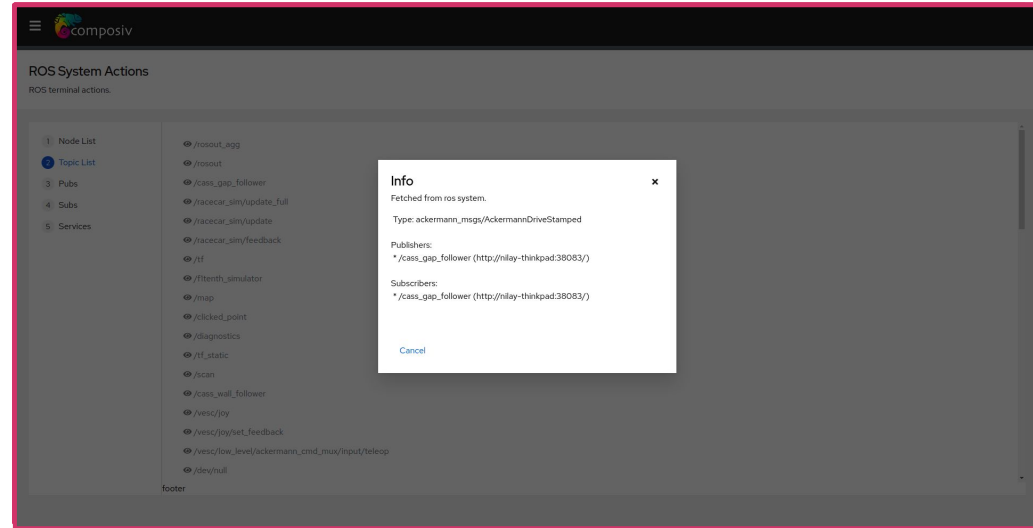 composiv
ROS System Actions
ROS terminal actions.
1 Node List
2 Topic List
3 Pubs
4 Subs
5 Services
/rosout_agg
/rosout
/cass_gap_follower
/racecar_sim/update_full
/racecar_sim/update
/racecar_sim/feedback
/tf
/f1tenth_simulator
/map
/clicked_point
/diagnostics
/tf_static
/scan
/cass_wall_follower
/vesc/joy
/vesc/joy/set_feedback
/vesc/low_level/ackermann_cmd_mux/input/teleop
/dev/null
footer
Info
Fetched from ros system.
Type: ackermann_msgs/AckermannDriveStamped
Publishers:
* /cass_gap_follower (http://nilay-thinkpad:38083/)
Subscribers:
* /cass_gap_follower (http://nilay-thinkpad:38083/)
Cancel